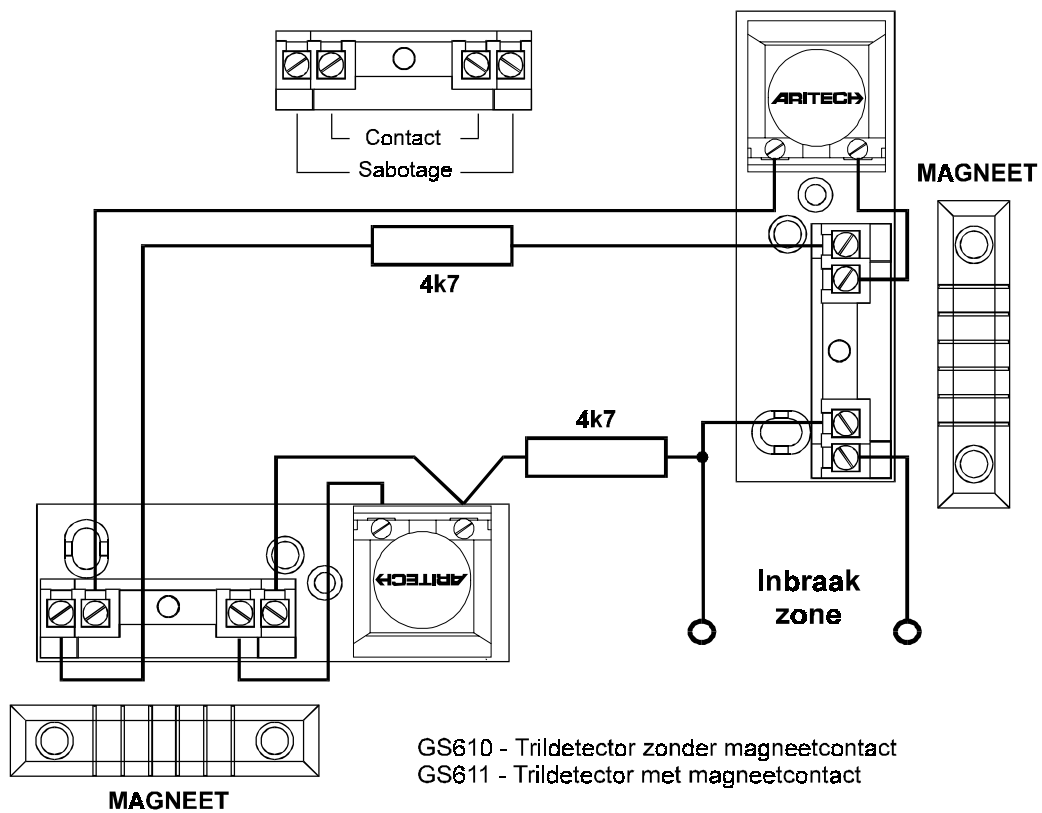 ARITECH
Contact
Sabotage
MAGNEET
4k7
4k7
ARITECH
Inbraak
zone
GS610 - Trildetector zonder magneetcontact
GS611 - Trildetector met magneetcontact
MAGNEET